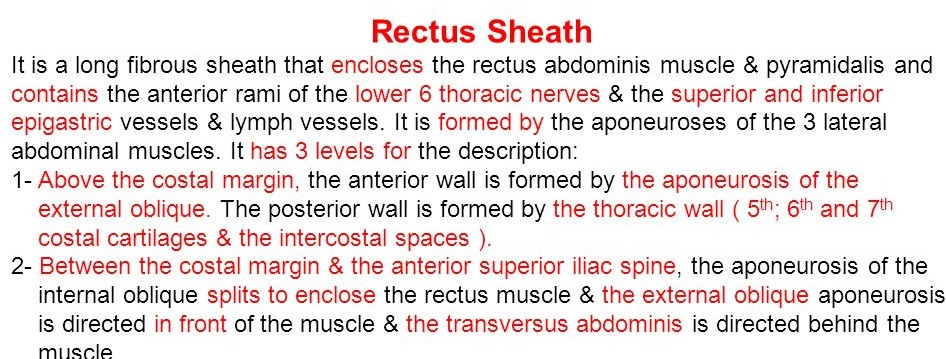 Rectus Sheath
It is a long fibrous sheath that encloses the rectus abdominis muscle & pyramidalis and
contains the anterior rami of the lower 6 thoracic nerves & the superior and inferior
epigastric vessels & lymph vessels. It is formed by the aponeuroses of the 3 lateral
abdominal muscles. It has 3 levels for the description:
1- Above the costal margin, the anterior wall is formed by the aponeurosis of the
external oblique. The posterior wall is formed by the thoracic wall ( 5th; 6th and 7th
costal cartilages & the intercostal spaces ).
2- Between the costal margin & the anterior superior iliac spine, the aponeurosis of the
internal oblique splits to enclose the rectus muscle & the external oblique aponeurosis
is directed in front of the muscle & the transversus abdominis is directed behind the
muscle